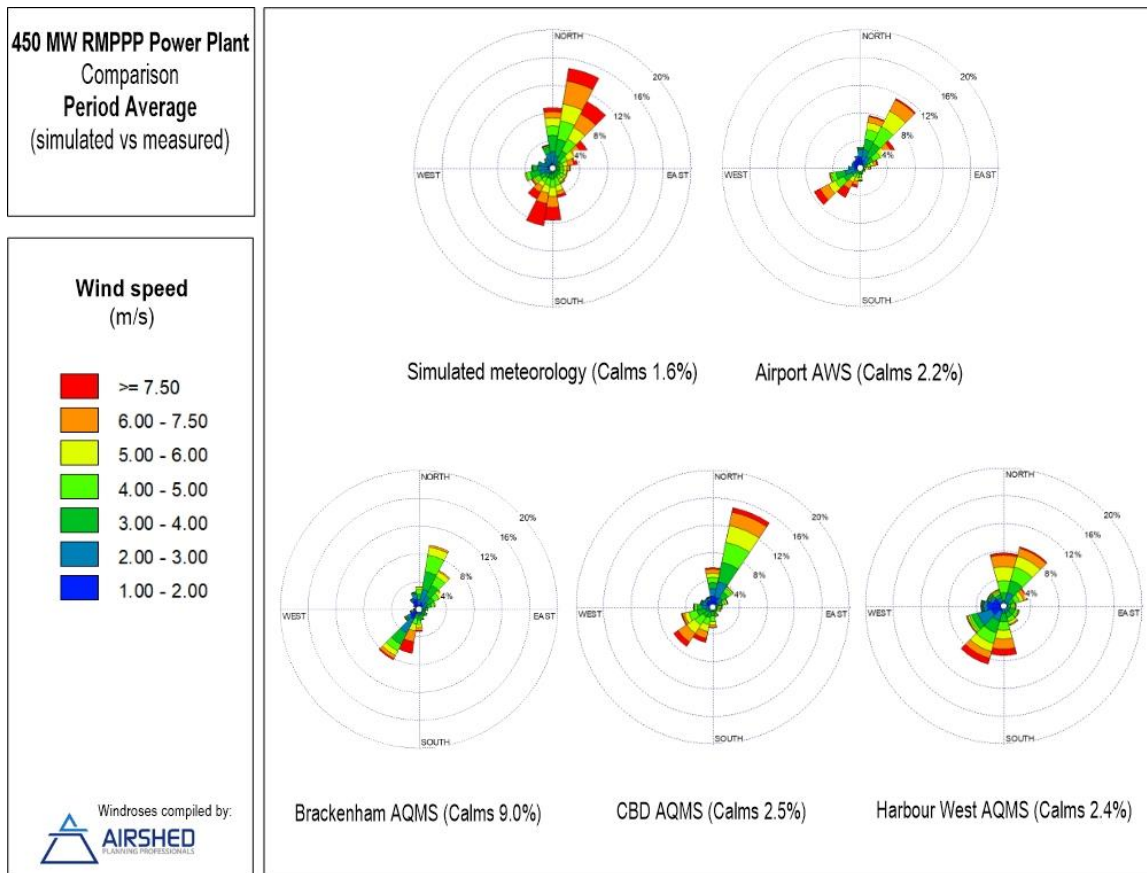 450 MW RMPPP Power Plant
Comparison
Period Average
(simulated vs measured)
Wind speed
(m/s)
>= 7.50
6.00 - 7.50
5.00 - 6.00
4.00 - 5.00
3.00 - 4.00
2.00 - 3.00
1.00 - 2.00
Windroses compiled by:
AIRSHED
PLANNING PROFESSIONALS
NORTH
20%
16%
12%
8%
4%
WEST
EAST
SOUTH
Simulated meteorology (Calms 1.6%)
NORTH
20%
16%
12%
8%
4%
WEST
EAST
SOUTH
Airport AWS (Calms 2.2%)
NORTH
20%
16%
12%
8%
4%
WEST
EAST
SOUTH
Brackenham AQMS (Calms 9.0%)
NORTH
20%
16%
12%
8%
4%
WEST
EAST
SOUTH
CBD AQMS (Calms 2.5%)
NORTH
20%
16%
12%
8%
4%
WEST
EAST
SOUTH
Harbour West AQMS (Calms 2.4%)